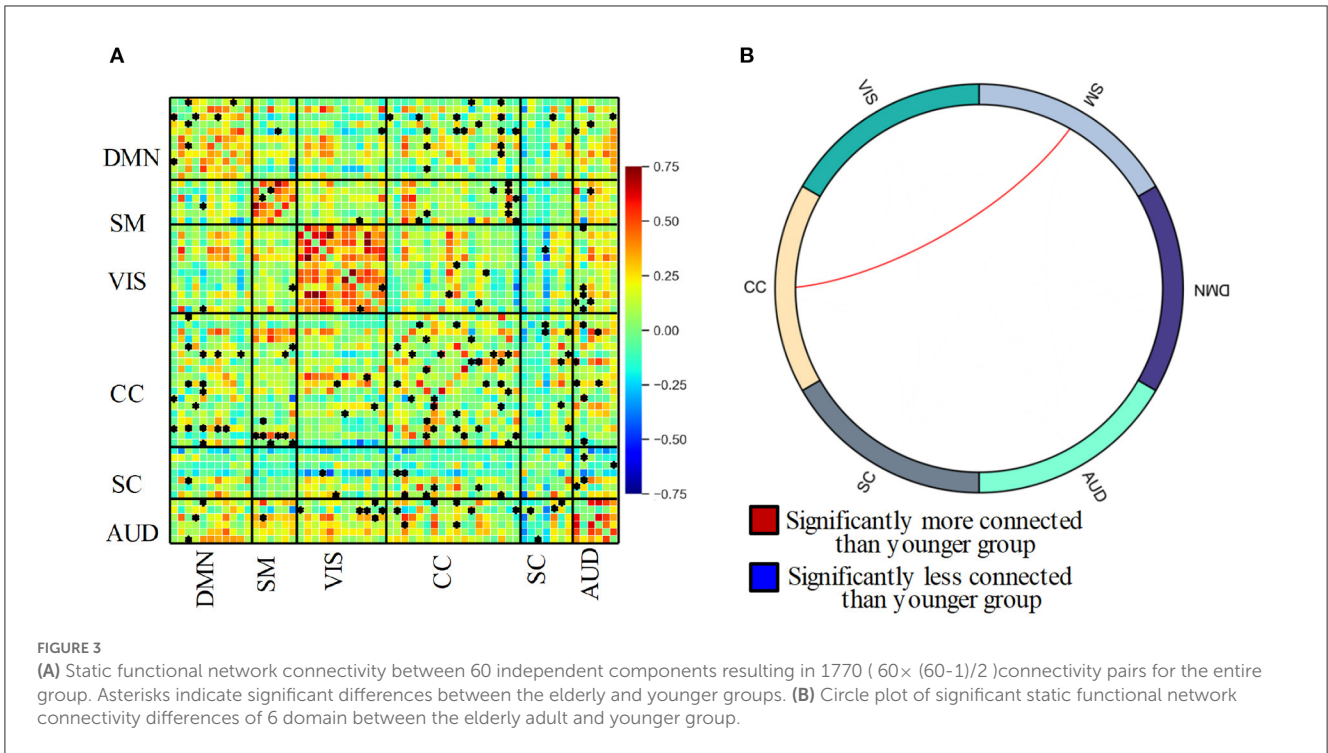 A
B
DMN
SM
VIS
CC
SC
AUD
DMN
SM
VIS
CC
SC
AUD
0.75
0.50
0.25
0.00
−0.25
−0.50
−0.75
VIS
SM
CC
DMN
SC
AUD
Significantly more connected
than younger group
Significantly less connected
than younger group
FIGURE 3
(A) Static functional network connectivity between 60 independent components resulting in 1770 ( 60× (60-1)/2 )connectivity pairs for the entire
group. Asterisks indicate significant differences between the elderly and younger groups. (B) Circle plot of significant static functional network
connectivity differences of 6 domain between the elderly adult and younger group.